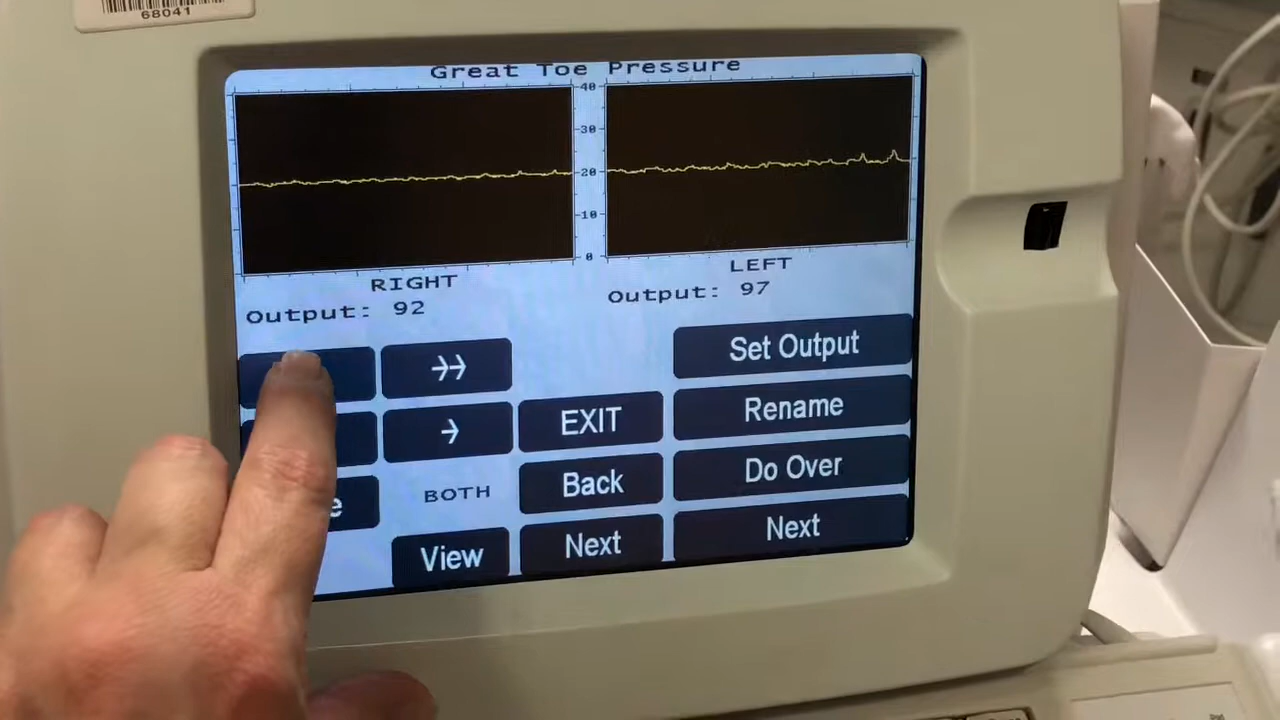 68041
Great Toe Pressure
40
30
20
10
0
RIGHT
LEFT
Output: 92
Output: 97
Set Output
EXIT
Rename
BOTH
Back
Do Over
View
Next
Next